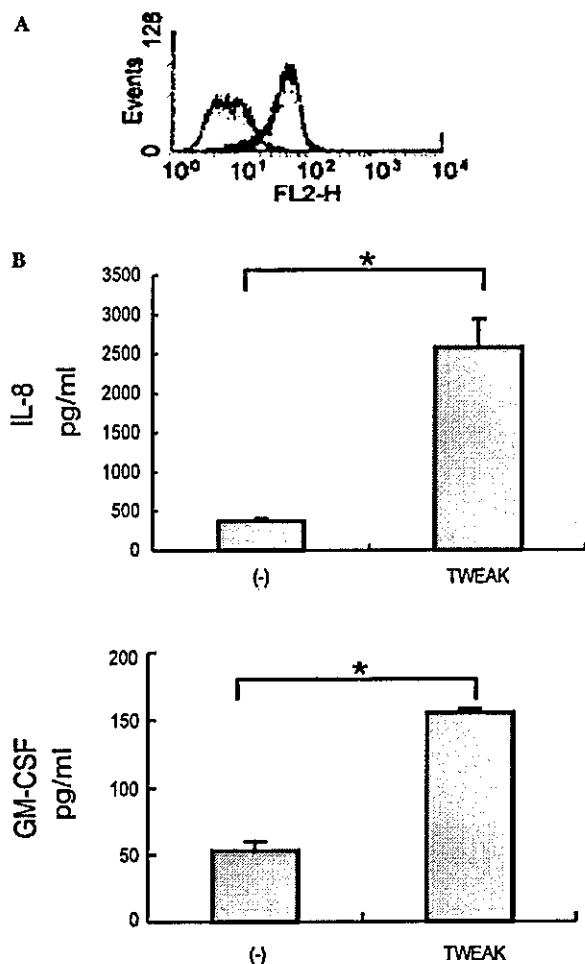 A
128
Events
0
10⁰ 10¹ 10² 10³ 10⁴
FL2-H
B
*
3500
3000
2500
2000
1500
1000
500
0
IL-8
pg/ml
(-) TWEAK
*
200
150
100
50
0
GM-CSF
pg/ml
(-) TWEAK